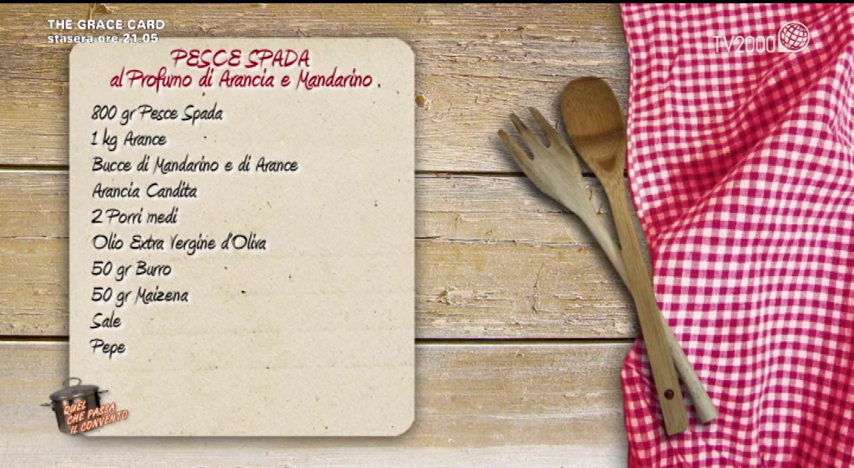 THE GRACE CARD
stasera ore 21.05
TV2000
PESCE SPADA
al Profumo di Arancia e Mandarino
800 gr Pesce Spada
1 kg Arance
Bucce di Mandarino e di Arance
Arancia Candita
2 Porri medi
Olio Extra Vergine d'Oliva
50 gr Burro
50 gr Maizena
Sale
Pepe
QUEL
CHE PASSA
IL CONVENTO